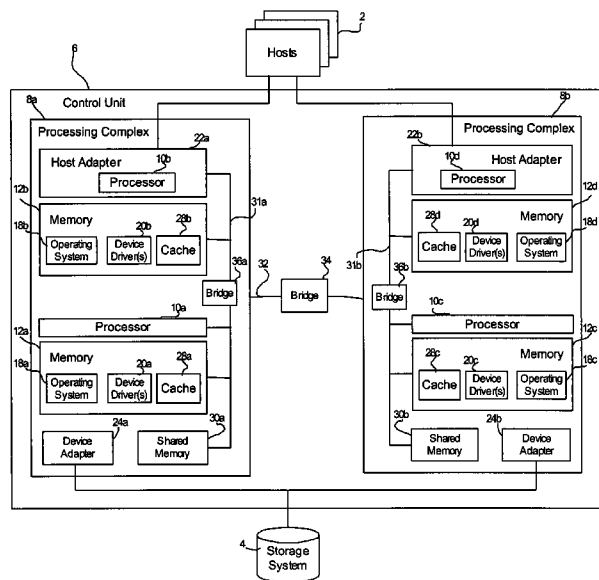 2
Hosts
6
Control Unit
8a
Processing Complex
22a
Host Adapter
10b
Processor
12b
Memory
18b
Operating
System
20b
Device
Driver(s)
28b
Cache
31a
36a
Bridge
32
34
Bridge
10a
Processor
12a
Memory
18a
Operating
System
20a
Device
Driver(s)
28a
Cache
24a
Device
Adapter
30a
Shared
Memory
8b
Processing Complex
22b
Host Adapter
10d
Processor
12d
Memory
28d
Cache
20d
Device
Driver(s)
18d
Operating
System
31b
36b
Bridge
10c
Processor
12c
Memory
28c
Cache
20c
Device
Driver(s)
18c
Operating
System
30b
Shared
Memory
24b
Device
Adapter
4
Storage
System